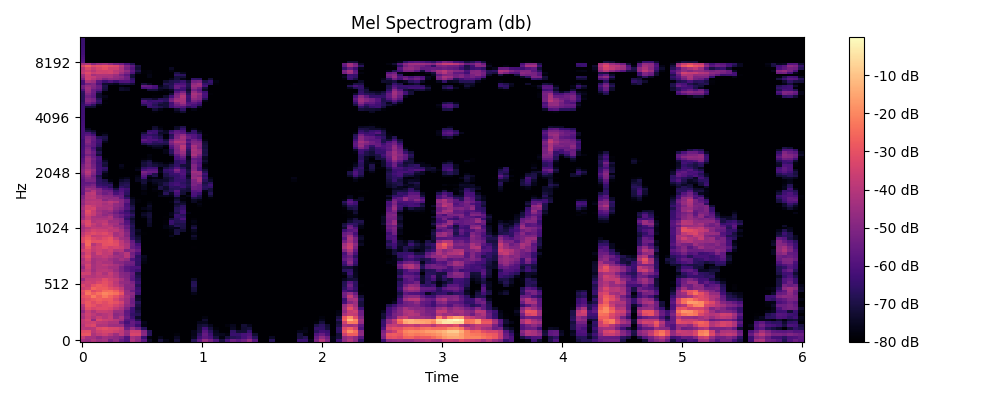 Mel Spectrogram (db)
8192
4096
2048
1024
512
0
Hz
0 1 2 3 4 5 6
Time
-10 dB
-20 dB
-30 dB
-40 dB
-50 dB
-60 dB
-70 dB
-80 dB